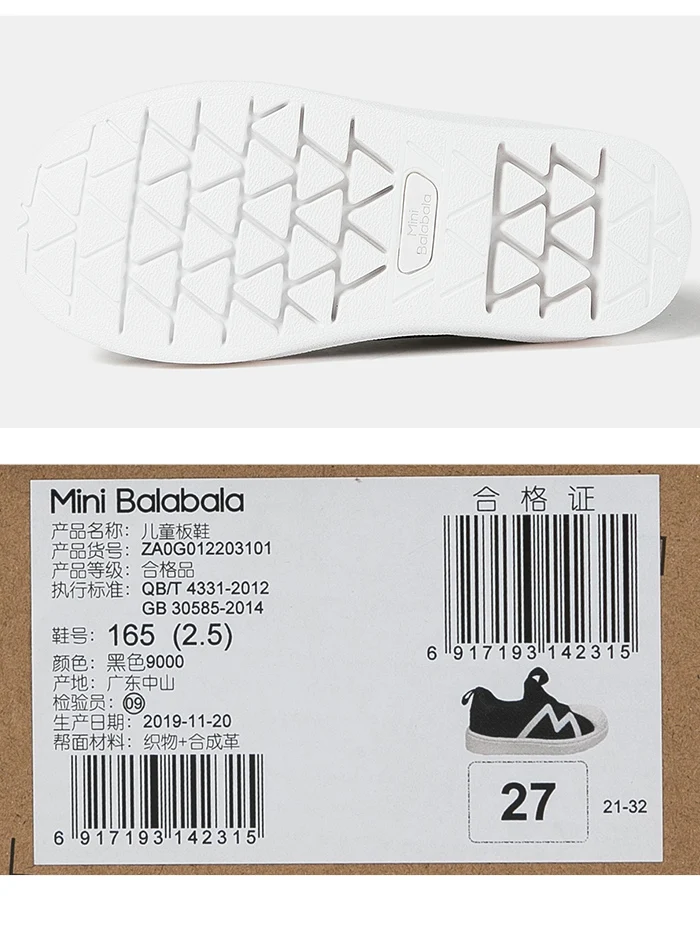 Mini
Balabala
Mini Balabala
产品名称：儿童板鞋
产品货号：ZA0G012203101
产品等级：合格品
执行标准：QB/T 4331-2012
GB 30585-2014
鞋号：165 (2.5)
颜色：黑色9000
产地：广东中山
检验员：09
生产日期：2019-11-20
帮面材料：织物+合成革
6 917193 142315
合格证
6 917193 142315
27
21-32